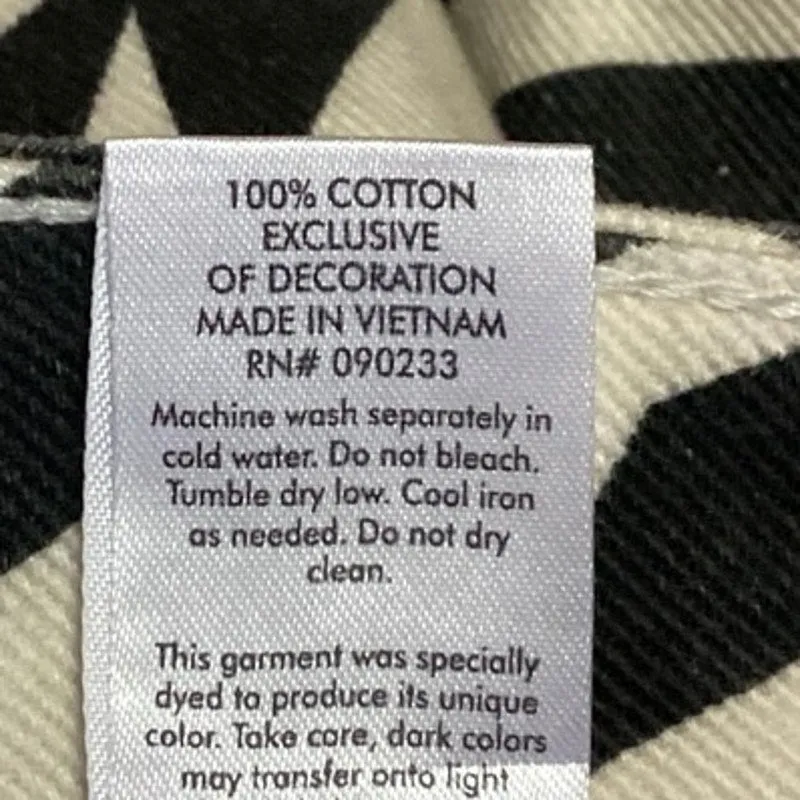 100% COTTON
EXCLUSIVE
OF DECORATION
MADE IN VIETNAM
RN# 090233
Machine wash separately in
cold water. Do not bleach.
Tumble dry low. Cool iron
as needed. Do not dry
clean.
This garment was specially
dyed to produce its unique
color. Take care, dark colors
may transfer onto light